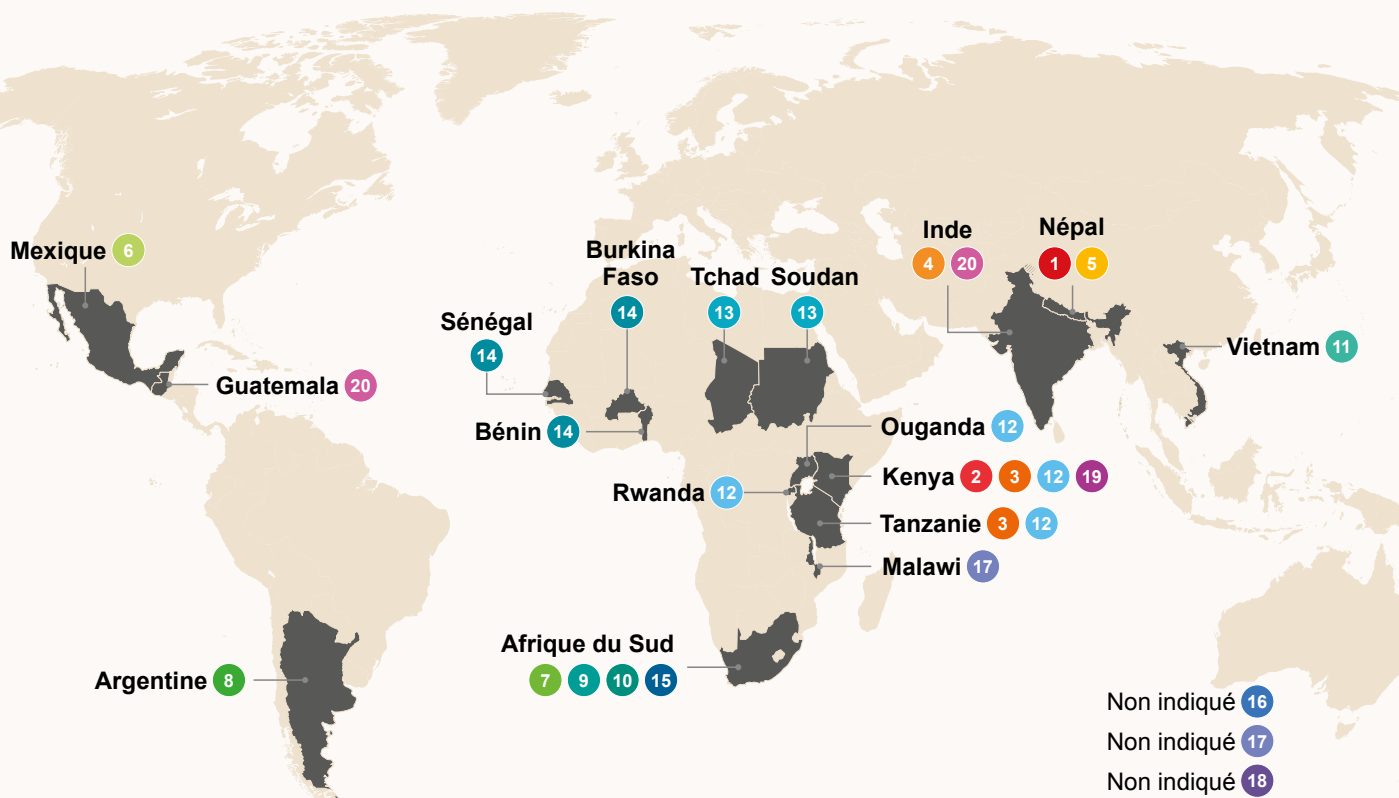 Mexique 6
Guatemala 20
Argentine 8
Sénégal
14
Burkina
Faso
14
Bénin 14
Tchad
13
Soudan
13
Rwanda 12
Ouganda 12
Kenya 2 3 12 19
Tanzanie 3 12
Malawi 17
Afrique du Sud
7 9 10 15
Inde
4 20
Népal
1 5
Vietnam 11
Non indiqué 16
Non indiqué 17
Non indiqué 18